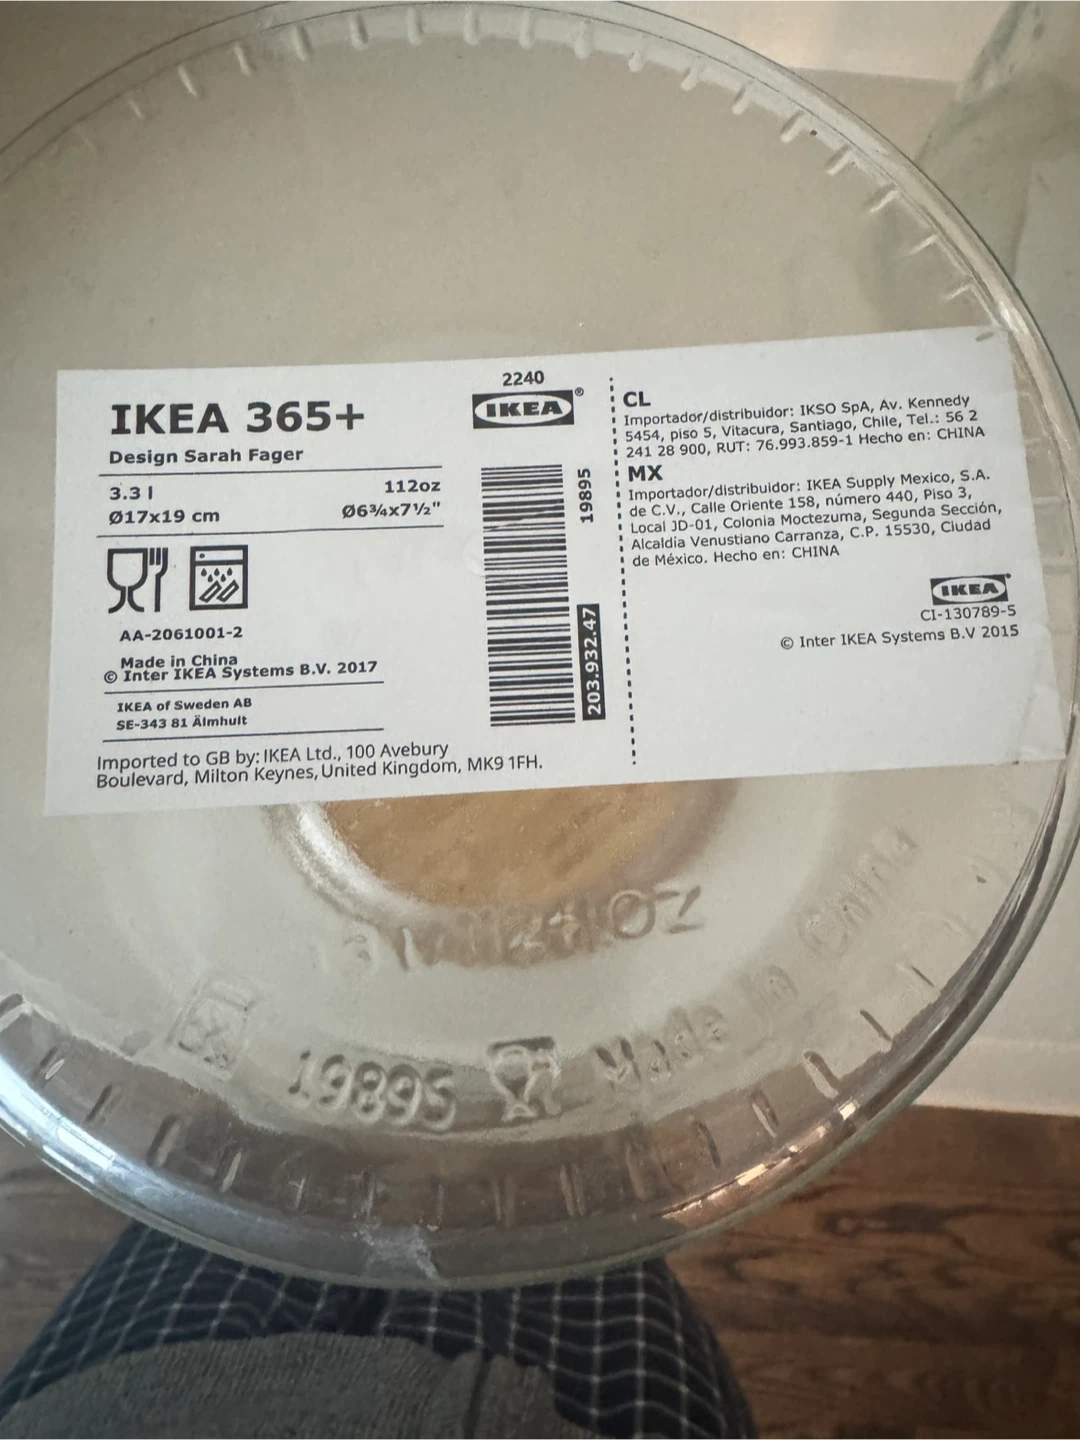 IKEA 365+
Design Sarah Fager
3.3 l 112oz
Ø17x19 cm Ø6¾x7½"
AA-2061001-2
Made in China
© Inter IKEA Systems B.V. 2017
IKEA of Sweden AB
SE-343 81 Älmhult
Imported to GB by: IKEA Ltd., 100 Avebury
Boulevard, Milton Keynes, United Kingdom, MK9 1FH.
2240
IKEA®
19895
203.932.47
CL
Importador/distribuidor: IKSO SpA, Av. Kennedy
5454, piso 5, Vitacura, Santiago, Chile, Tel.: 56 2
241 28 900, RUT: 76.993.859-1 Hecho en: CHINA
MX
Importador/distribuidor: IKEA Supply Mexico, S.A.
de C.V., Calle Oriente 158, número 440, Piso 3,
Local JD-01, Colonia Moctezuma, Segunda Sección,
Alcaldía Venustiano Carranza, C.P. 15530, Ciudad
de México. Hecho en: CHINA
IKEA®
CI-130789-5
© Inter IKEA Systems B.V 2015
OZ
19895
Made in China